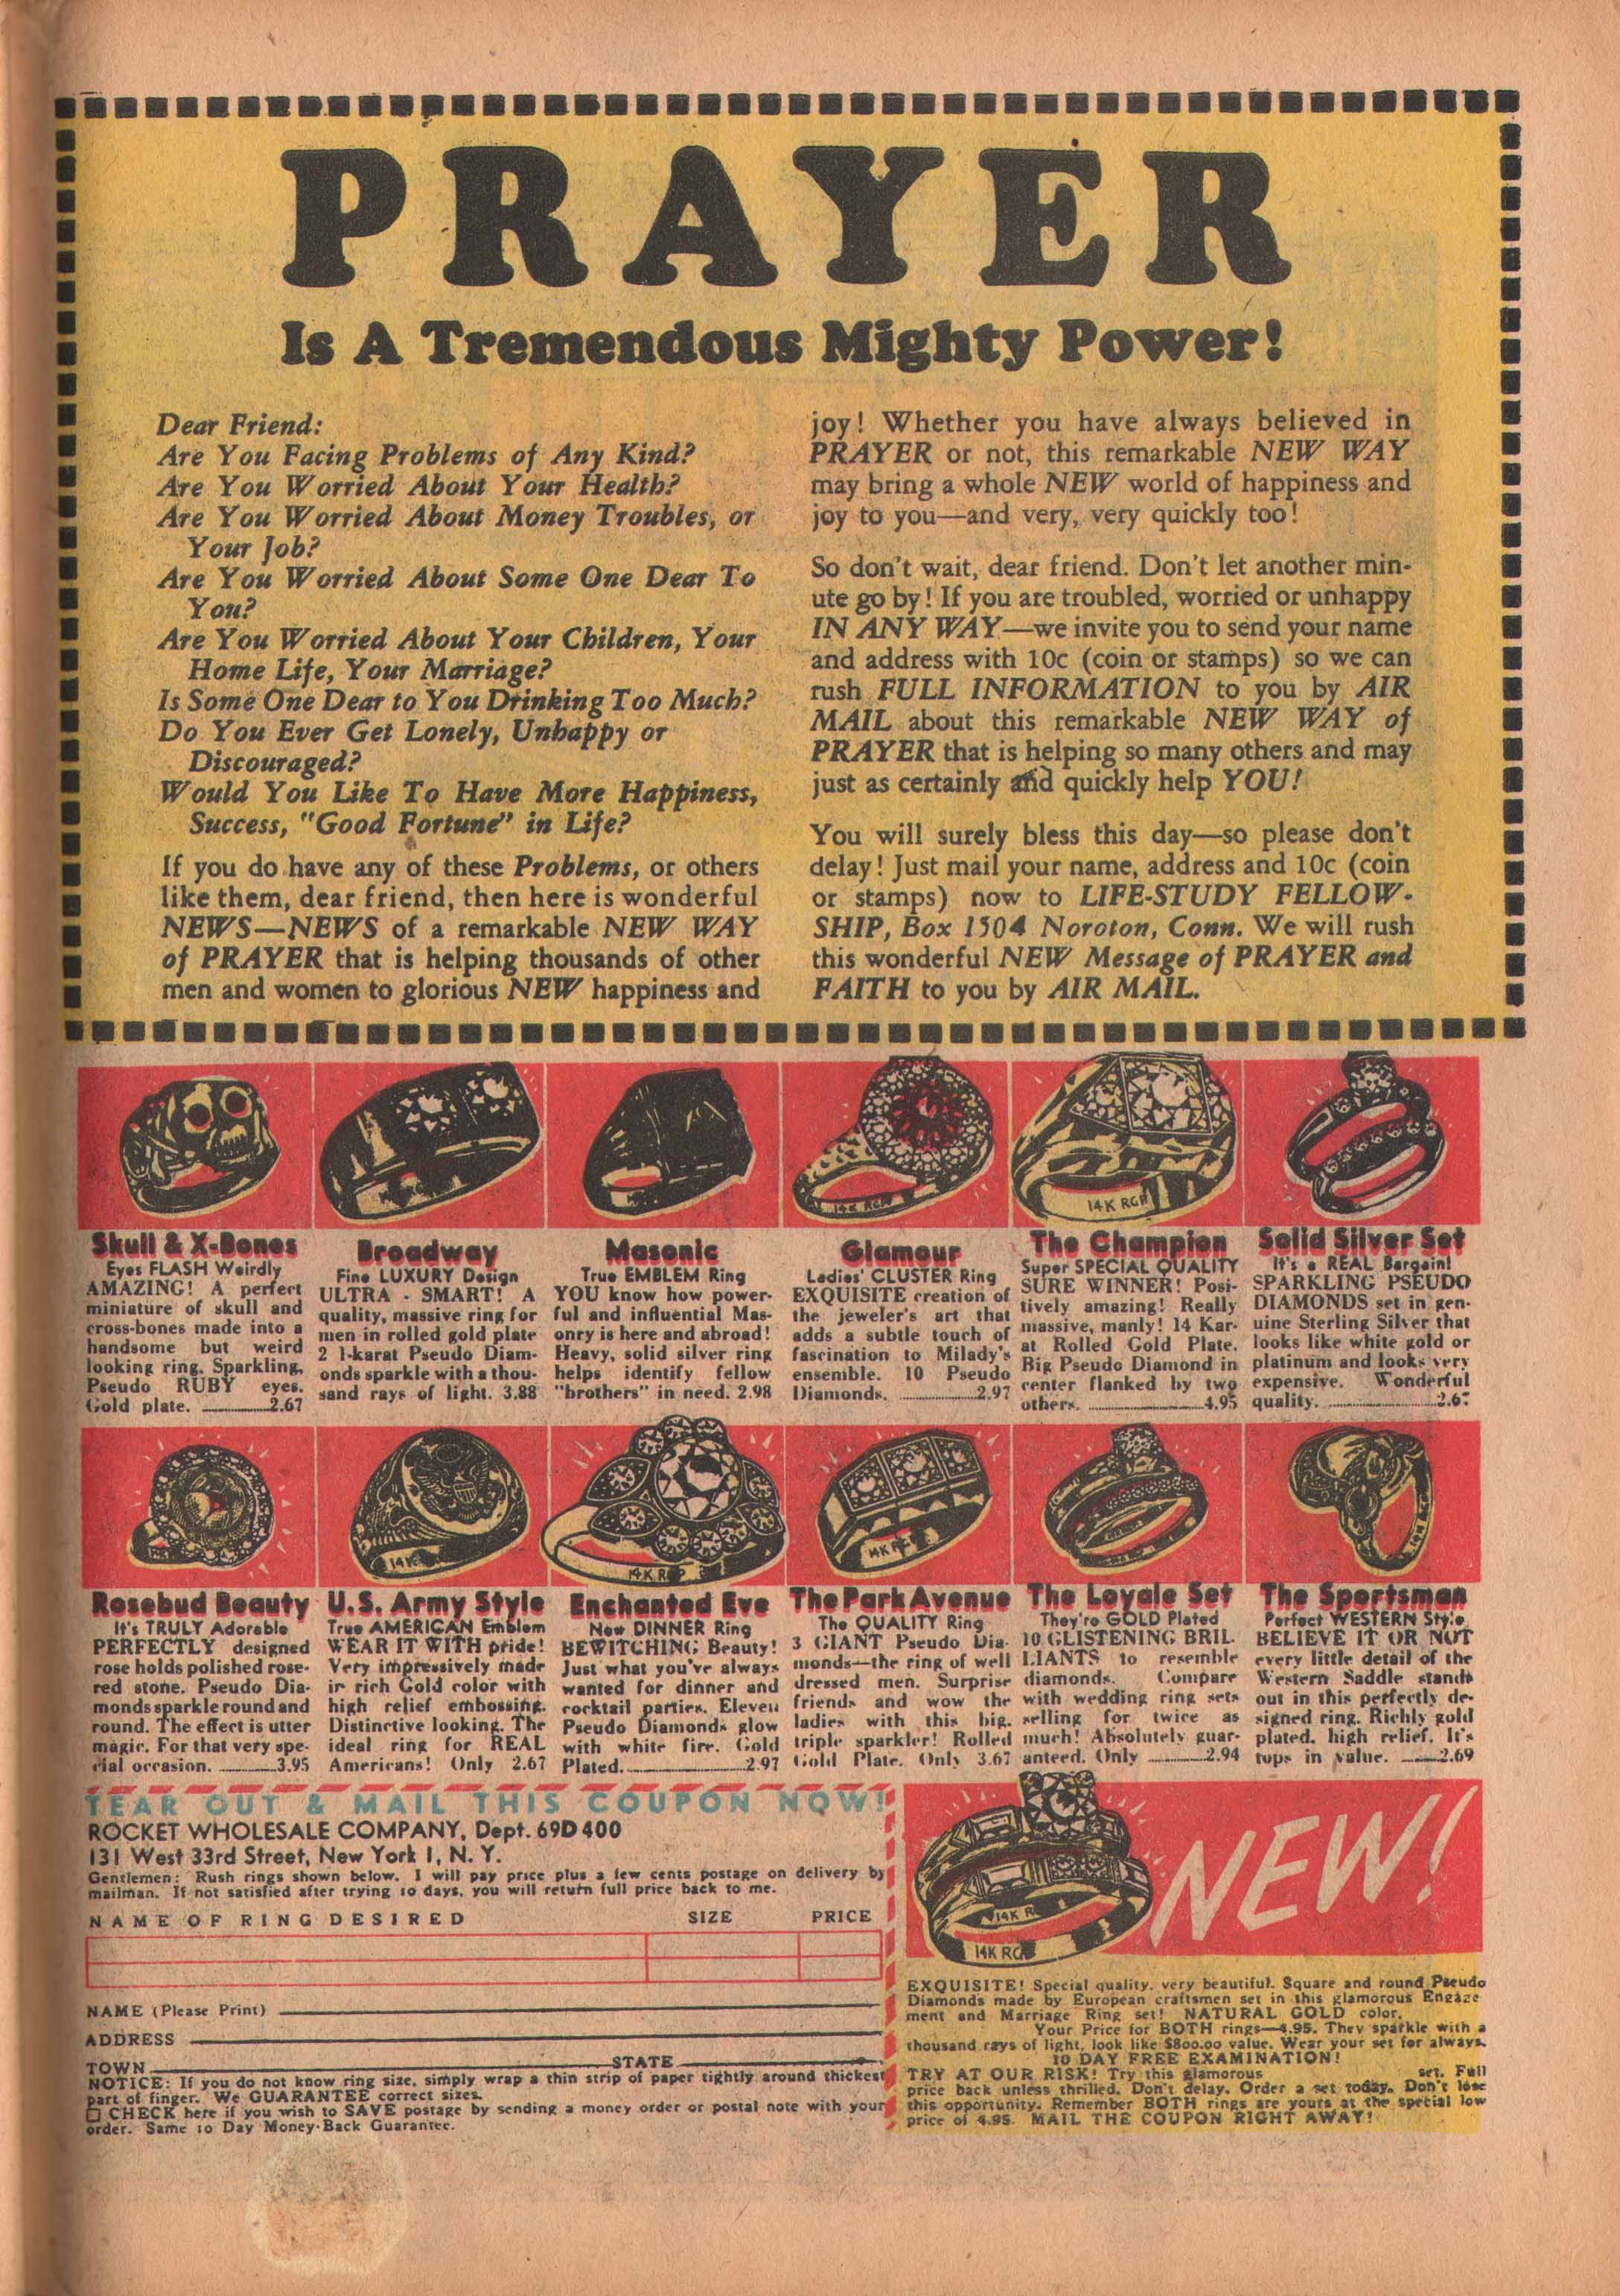 PRAYER
Is A Tremendous Mighty Power!
Dear Friend:
Are You Facing Problems of Any Kind?
Are You Worried About Your Health?
Are You Worried About Money Troubles, or
Your Job?
Are You Worried About Some One Dear To
You?
Are You Worried About Your Children, Your
Home Life, Your Marriage?
Is Some One Dear to You Drinking Too Much?
Do You Ever Get Lonely, Unhappy or
Discouraged?
Would You Like To Have More Happiness,
Success, "Good Fortune" in Life?
If you do have any of these Problems, or others
like them, dear friend, then here is wonderful
NEWS—NEWS of a remarkable NEW WAY
of PRAYER that is helping thousands of other
men and women to glorious NEW happiness and
joy! Whether you have always believed in
PRAYER or not, this remarkable NEW WAY
may bring a whole NEW world of happiness and
joy to you—and very, very quickly too!
So don't wait, dear friend. Don't let another min-
ute go by! If you are troubled, worried or unhappy
IN ANY WAY—we invite you to send your name
and address with 10c (coin or stamps) so we can
rush FULL INFORMATION to you by AIR
MAIL about this remarkable NEW WAY of
PRAYER that is helping so many others and may
just as certainly and quickly help YOU!
You will surely bless this day—so please don't
delay! Just mail your name, address and 10c (coin
or stamps) now to LIFE-STUDY FELLOW-
SHIP, Box 1504 Noroton, Conn. We will rush
this wonderful NEW Message of PRAYER and
FAITH to you by AIR MAIL.
14K RGP
14K RGP
Skull & X-Bones
Eyes FLASH Weirdly
AMAZING! A perfect
miniature of skull and
cross-bones made into a
handsome but weird
looking ring. Sparkling,
Pseudo RUBY eyes.
Gold plate. 2.67
Broadway
Fine LUXURY Design
ULTRA - SMART! A
quality, massive ring for
men in rolled gold plate
2 1-karat Pseudo Diam-
onds sparkle with a thou-
sand rays of light. 3.88
Masonic
True EMBLEM Ring
YOU know how power-
ful and influential Mas-
onry is here and abroad!
Heavy, solid silver ring
helps identify fellow
"brothers" in need. 2.98
Glamour
Ladies' CLUSTER Ring
EXQUISITE creation of
the jeweler's art that
adds a subtle touch of
fascination to Milady's
ensemble. 10 Pseudo
Diamonds. 2.97
The Champion
Super SPECIAL QUALITY
SURE WINNER! Posi-
tively amazing! Really
massive, manly! 14 Kar-
at Rolled Gold Plate.
Big Pseudo Diamond in
center flanked by two
others. 4.95
Solid Silver Set
It's a REAL Bargain!
SPARKLING PSEUDO
DIAMONDS set in gen-
uine Sterling Silver that
looks like white gold or
platinum and looks very
expensive. Wonderful
quality.
14K
14K RGP
14K
Rosebud Beauty
It's TRULY Adorable
PERFECTLY designed
rose holds polished rose-
red stone. Pseudo Dia-
monds sparkle round and
round. The effect is utter
magic. For that very spe-
cial occasion. 3.95
U.S. Army Style
True AMERICAN Emblem
WEAR IT WITH pride!
Very impressively made
in rich Gold color with
high relief embossing.
Distinctive looking. The
ideal ring for REAL
Americans! Only 2.67
Enchanted Eve
New DINNER Ring
BEWITCHING Beauty!
Just what you've always
wanted for dinner and
cocktail parties. Eleven
Pseudo Diamonds glow
with white fire. Gold
Plated. 2.97
The Park Avenue
The QUALITY Ring
3 GIANT Pseudo Dia-
monds—the ring of well
dressed men. Surprise
friends and wow the
ladies with this big,
triple sparkler! Rolled
Gold Plate. Only 3.67
The Loyale Set
They're GOLD Plated
10 GLISTENING BRIL-
LIANTS to resemble
diamonds. Compare
with wedding ring sets
selling for twice as
much! Absolutely guar-
anteed. Only 2.94
The Sportsman
Perfect WESTERN Style
BELIEVE IT OR NOT
every little detail of the
Western Saddle stands
out in this perfectly de-
signed ring. Richly gold
plated, high relief. It's
tops in value. 2.69
TEAR OUT & MAIL THIS COUPON NOW!
ROCKET WHOLESALE COMPANY, Dept. 69D400
131 West 33rd Street, New York 1, N. Y.
Gentlemen: Rush rings shown below. I will pay price plus a few cents postage on delivery by
mailman. If not satisfied after trying 10 days, you will return full price back to me.
NAME OF RING DESIRED SIZE PRICE
NAME (Please Print)
ADDRESS
TOWN STATE
NOTICE: If you do not know ring size, simply wrap a thin strip of paper tightly around thickest
part of finger. We GUARANTEE correct sizes.
CHECK here if you wish to SAVE postage by sending a money order or postal note with your
order. Same 10 Day Money-Back Guarantee.
NEW!
14K R
14K RGP
EXQUISITE! Special quality, very beautiful. Square and round Pseudo
Diamonds made by European craftsmen set in this glamorous Engage
ment and Marriage Ring set! NATURAL GOLD color.
Your Price for BOTH rings—4.95. They sparkle with a
thousand rays of light, look like $800.00 value. Wear your set for always.
10 DAY FREE EXAMINATION!
TRY AT OUR RISK! Try this glamorous set. Full
price back unless thrilled. Don't delay. Order a set today. Don't lose
this opportunity. Remember BOTH rings are yours at the special low
price of 4.95. MAIL THE COUPON RIGHT AWAY!